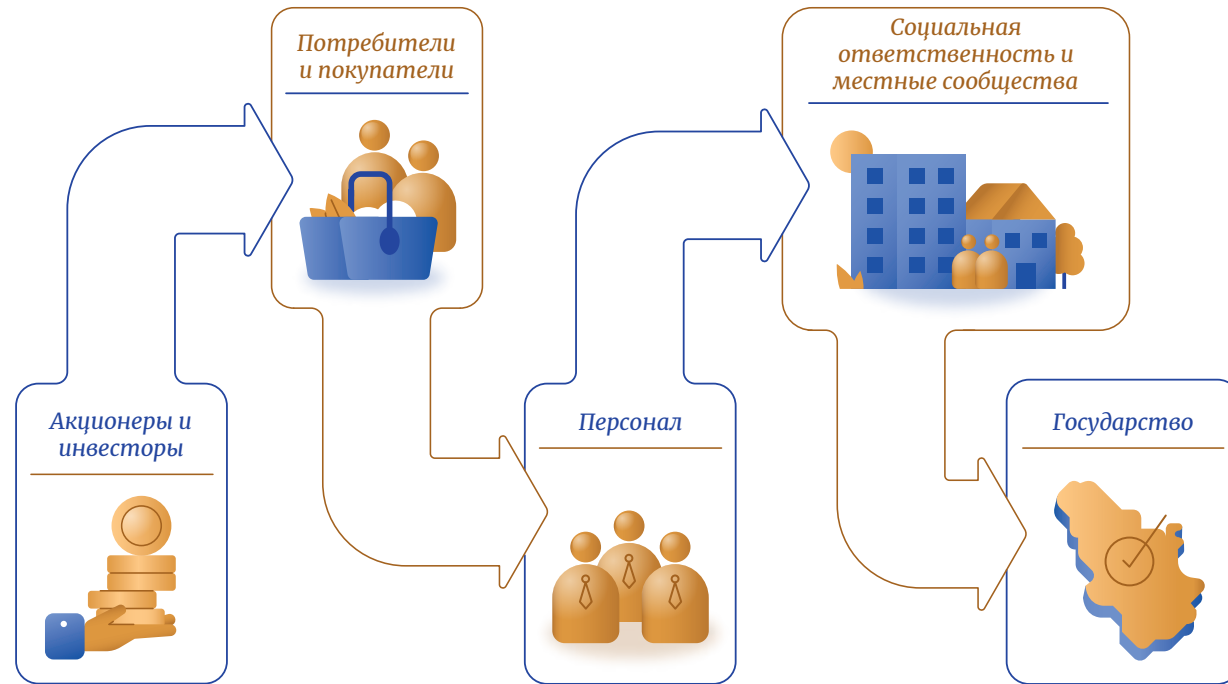 Акционеры и
инвесторы
Потребители
и покупатели
Персонал
Социальная
ответственность и
местные сообщества
Государство